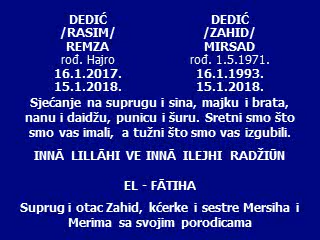 DEDIĆ DEDIĆ
/RASIM/ /ZAHID/
REMZA MIRSAD
rođ. Hajro rođ. 1.5.1971.
16.1.2017. 16.1.1993.
15.1.2018. 15.1.2018.
Sjećanje na suprugu i sina, majku i brata,
nanu i daidžu, punicu i šuru. Sretni smo što
smo vas imali, a tužni što smo vas izgubili.
INNĀ LILLĀHI VE INNĀ ILEJHI RADŽIŪN
EL - FĀTIHA
Suprug i otac Zahid, kćerke i sestre Mersiha i
Merima sa svojim porodicama